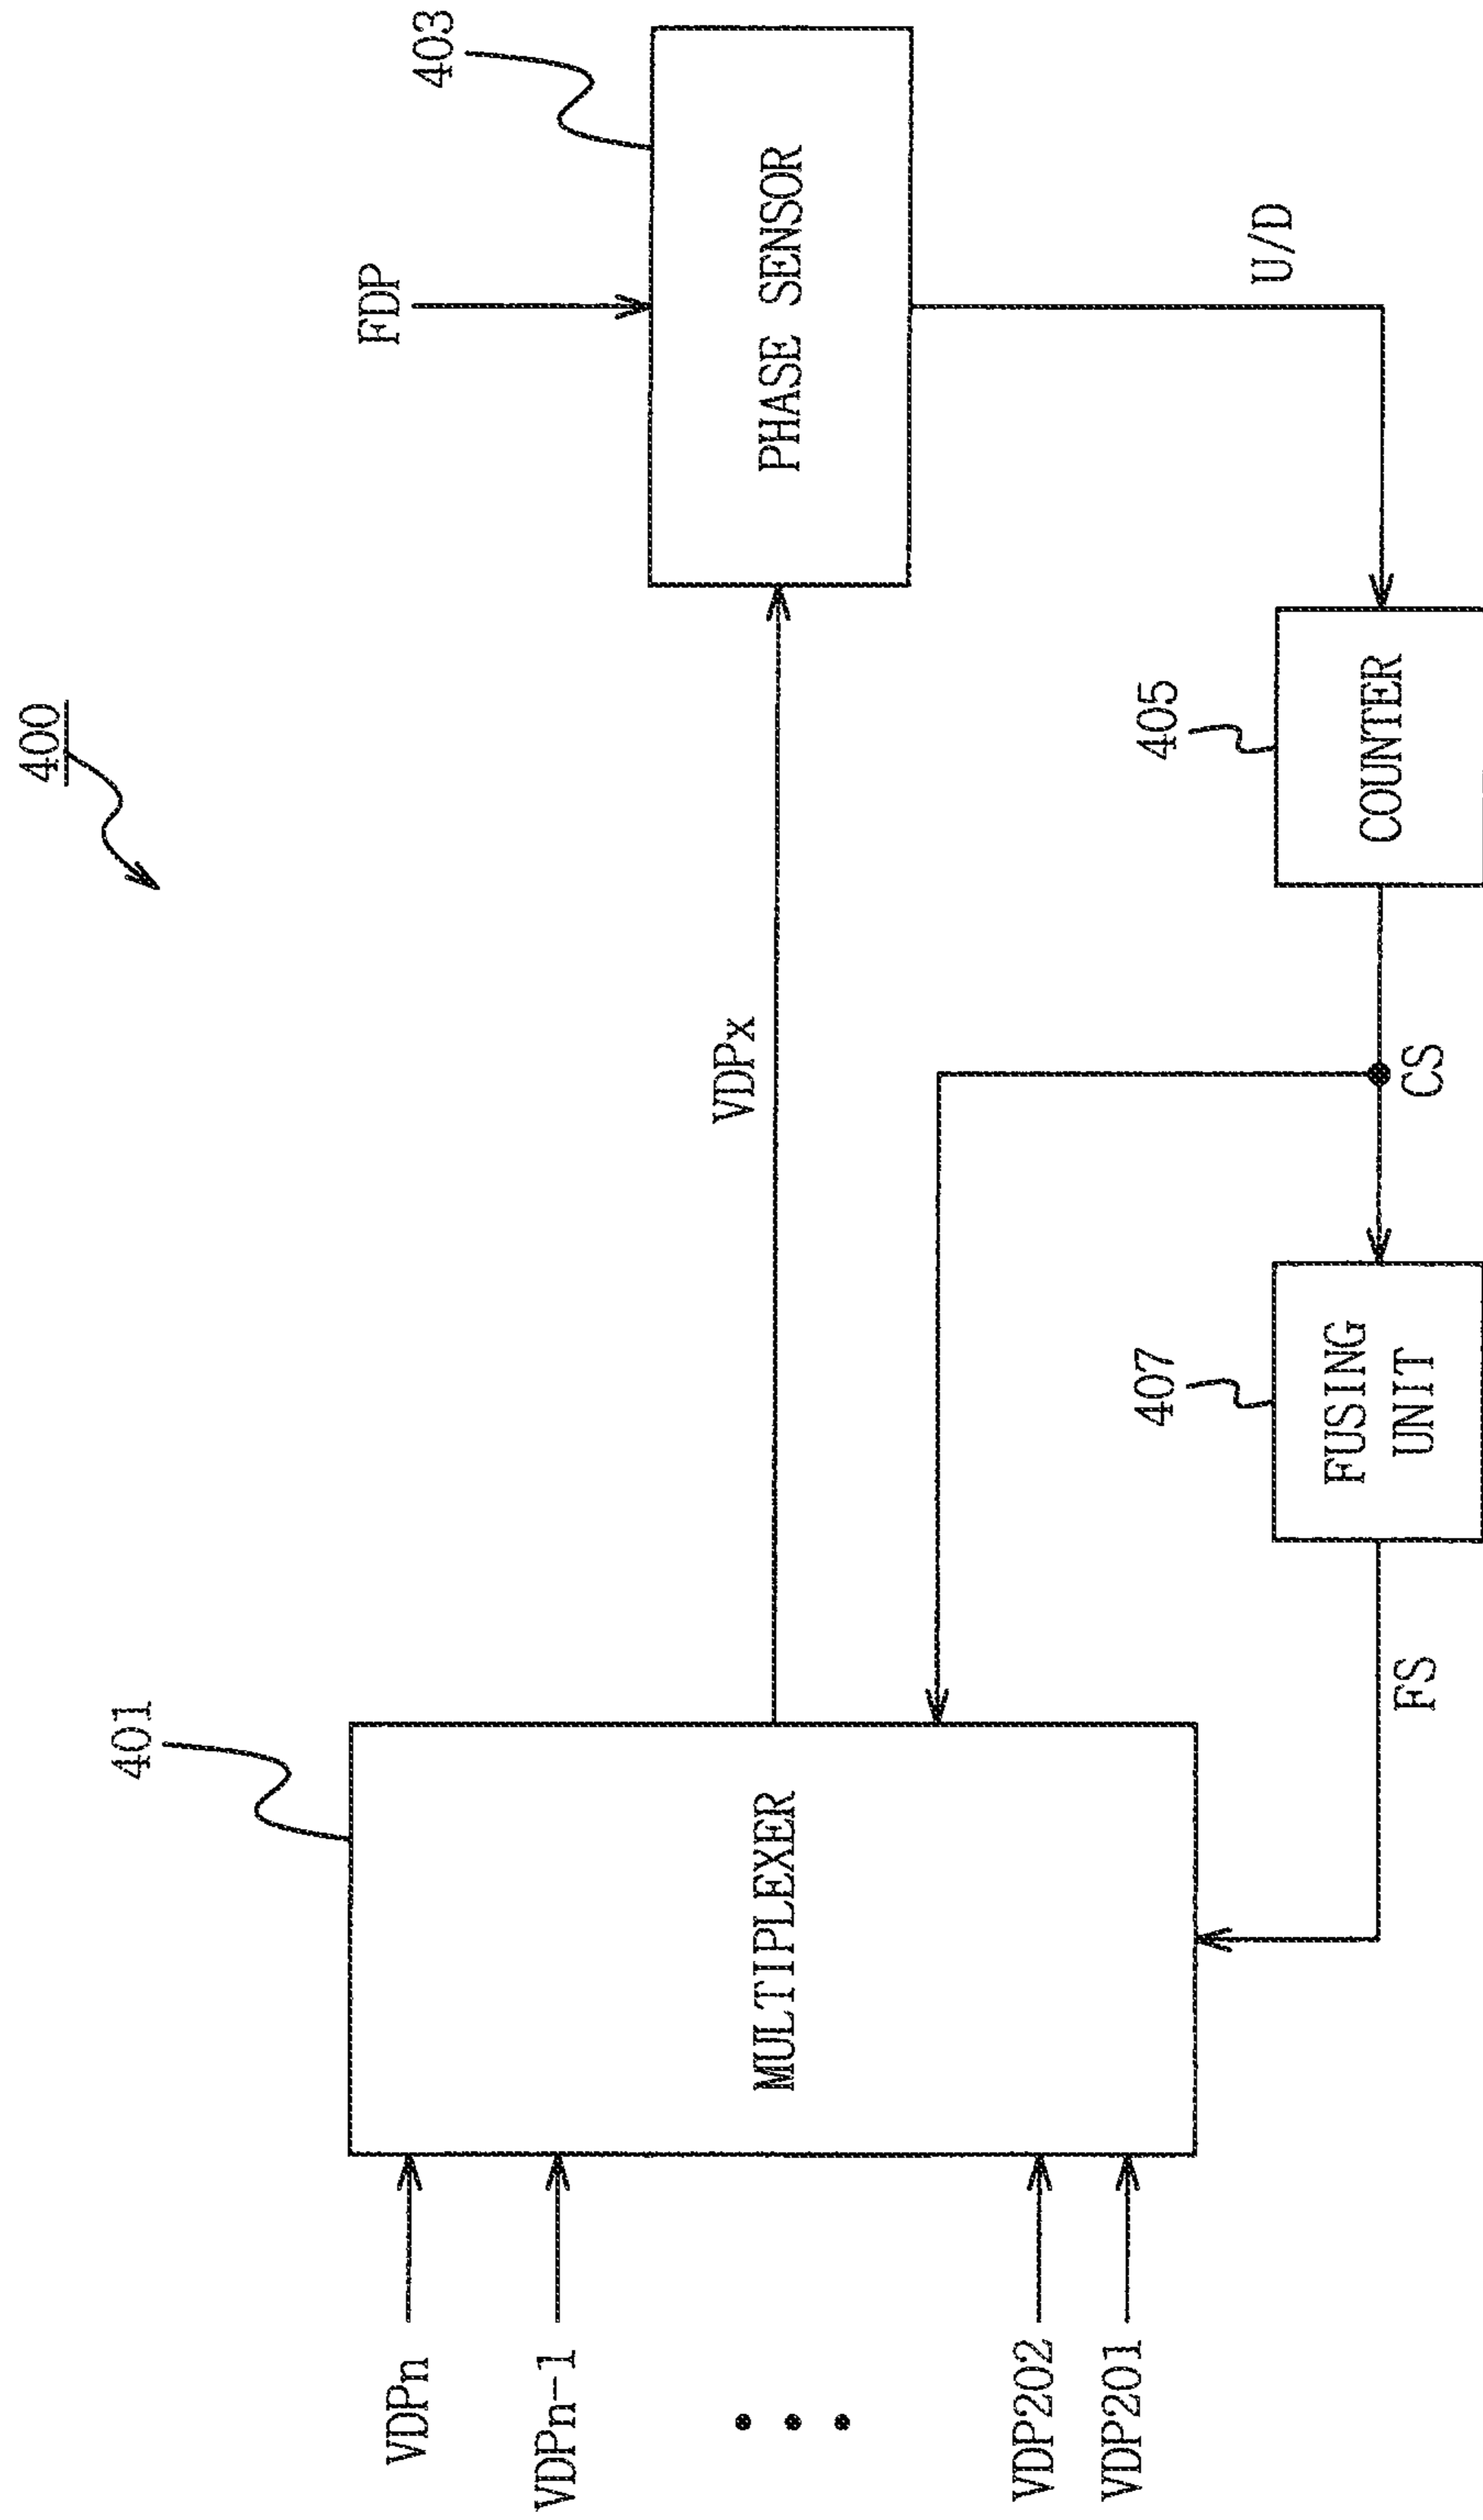 400
401
403
FDP
VDPn
VDPn-1
VDP202
VDP201
MULTIPLEXER
VDPx
PHASE SENSOR
U/D
407
405
FUSING
UNIT
COUNTER
FS
CS